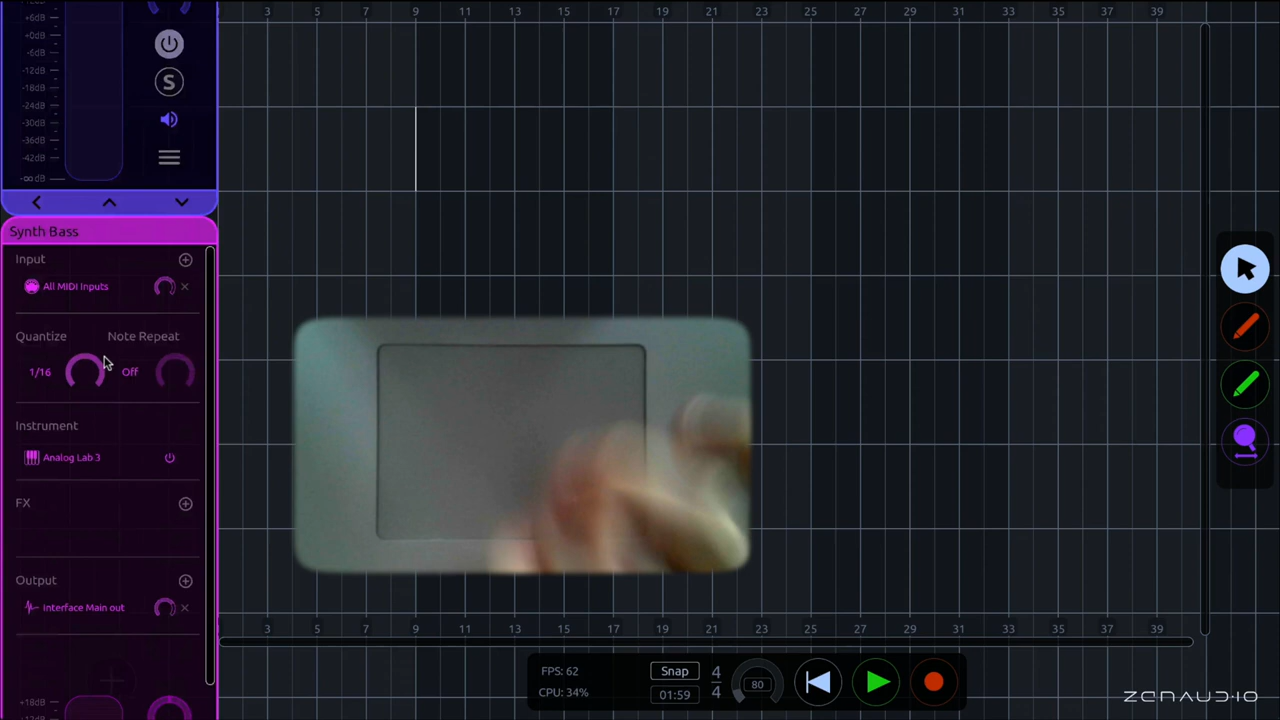 3 5 7 9 11 13 15 17 19 21 23 25 27 29 31 33 35 37 39
+6dB
+0dB
-6dB
-12dB
-18dB
-24dB
-30dB
-36dB
-42dB
-∞dB
S
Synth Bass
Input
All MIDI Inputs
Quantize Note Repeat
1/16 Off
Instrument
Analog Lab 3
FX
Output
Interface Main out
+18dB
3 5 7 9 11 13 15 17 19 21 23 25 27 29 31 33 35 37 39
FPS: 62
CPU: 34%
Snap
01:59
4
4
80
ZENAUDIO